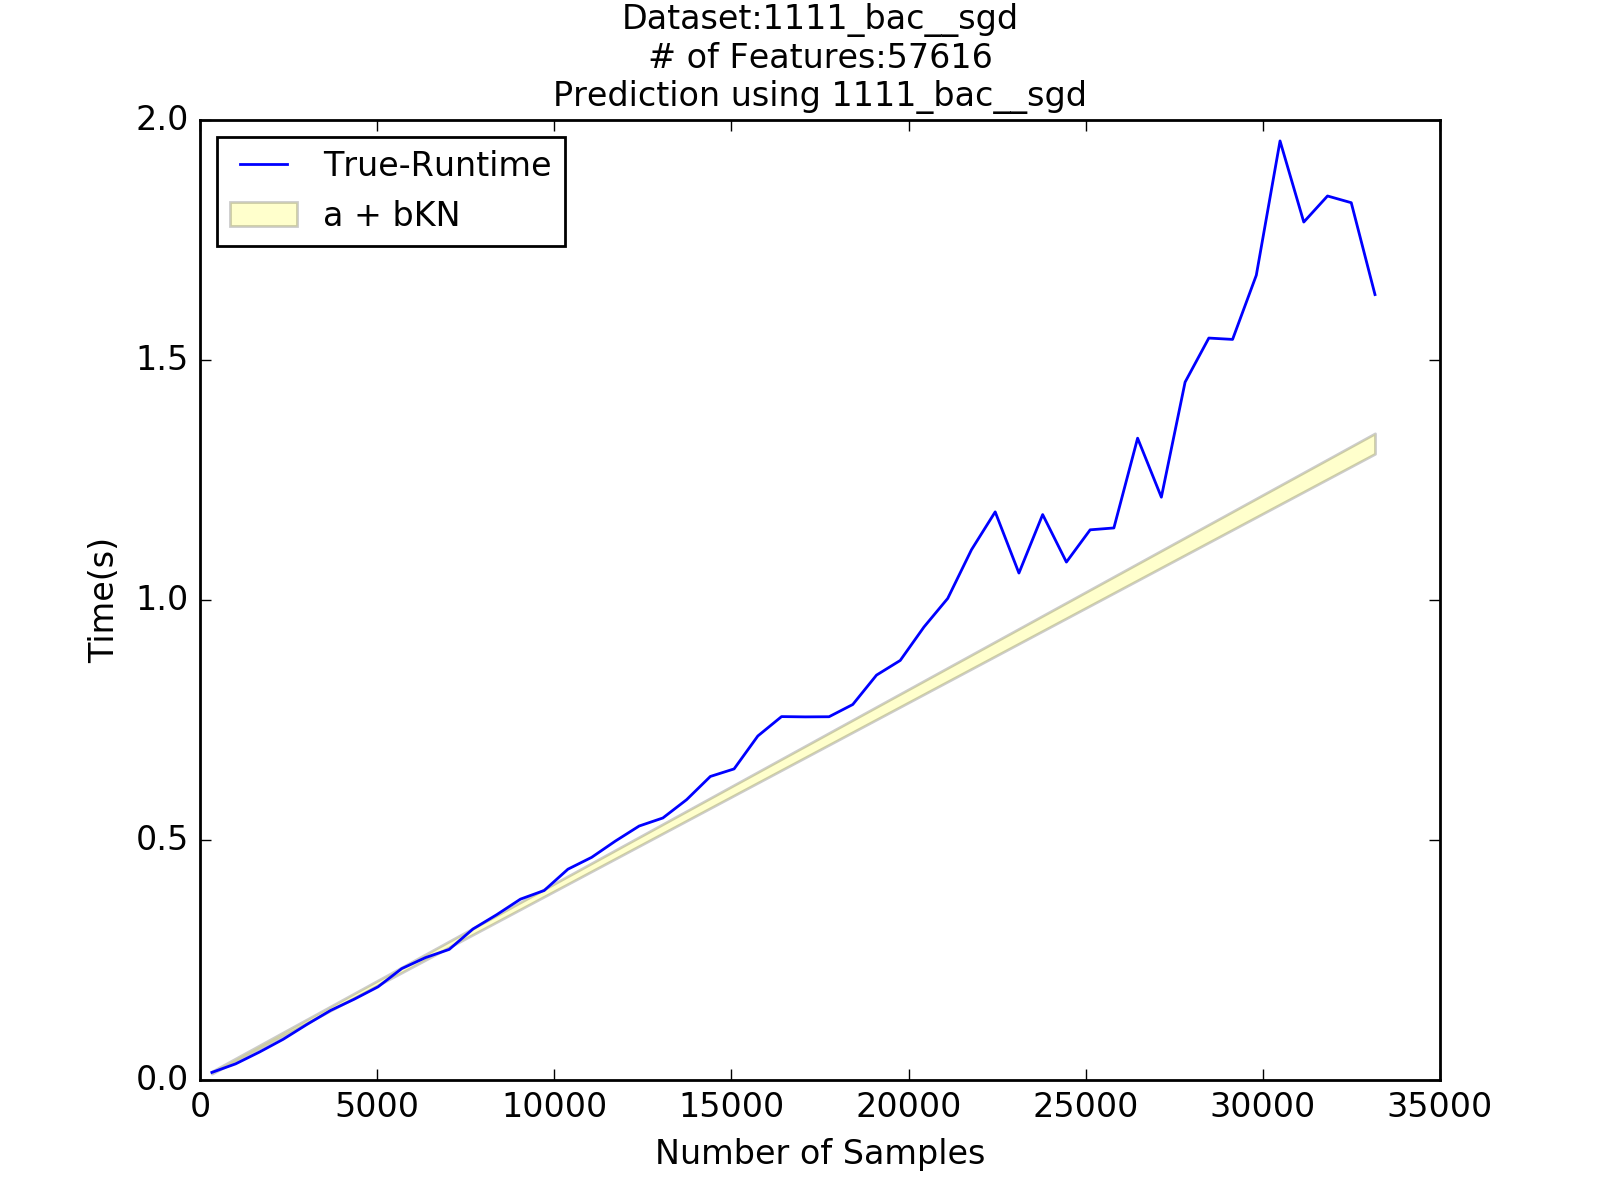 Dataset:1111_bac__sgd
# of Features:57616
Prediction using 1111_bac__sgd
2.0
True-Runtime
a + bKN
1.5
1.0
0.5
0.0
Time(s)
0 5000 10000 15000 20000 25000 30000 35000
Number of Samples